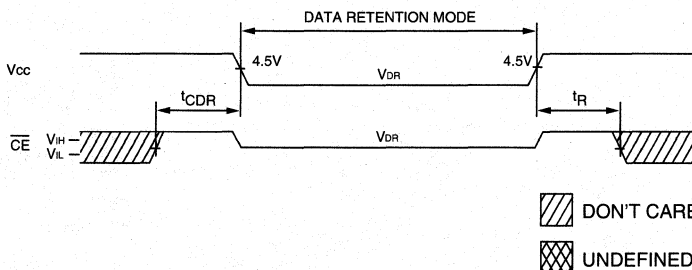 DATA RETENTION MODE
Vcc 4.5V VDR 4.5V
tCDR tR
CE VIH VIL VDR
DON'T CARE
UNDEFINED